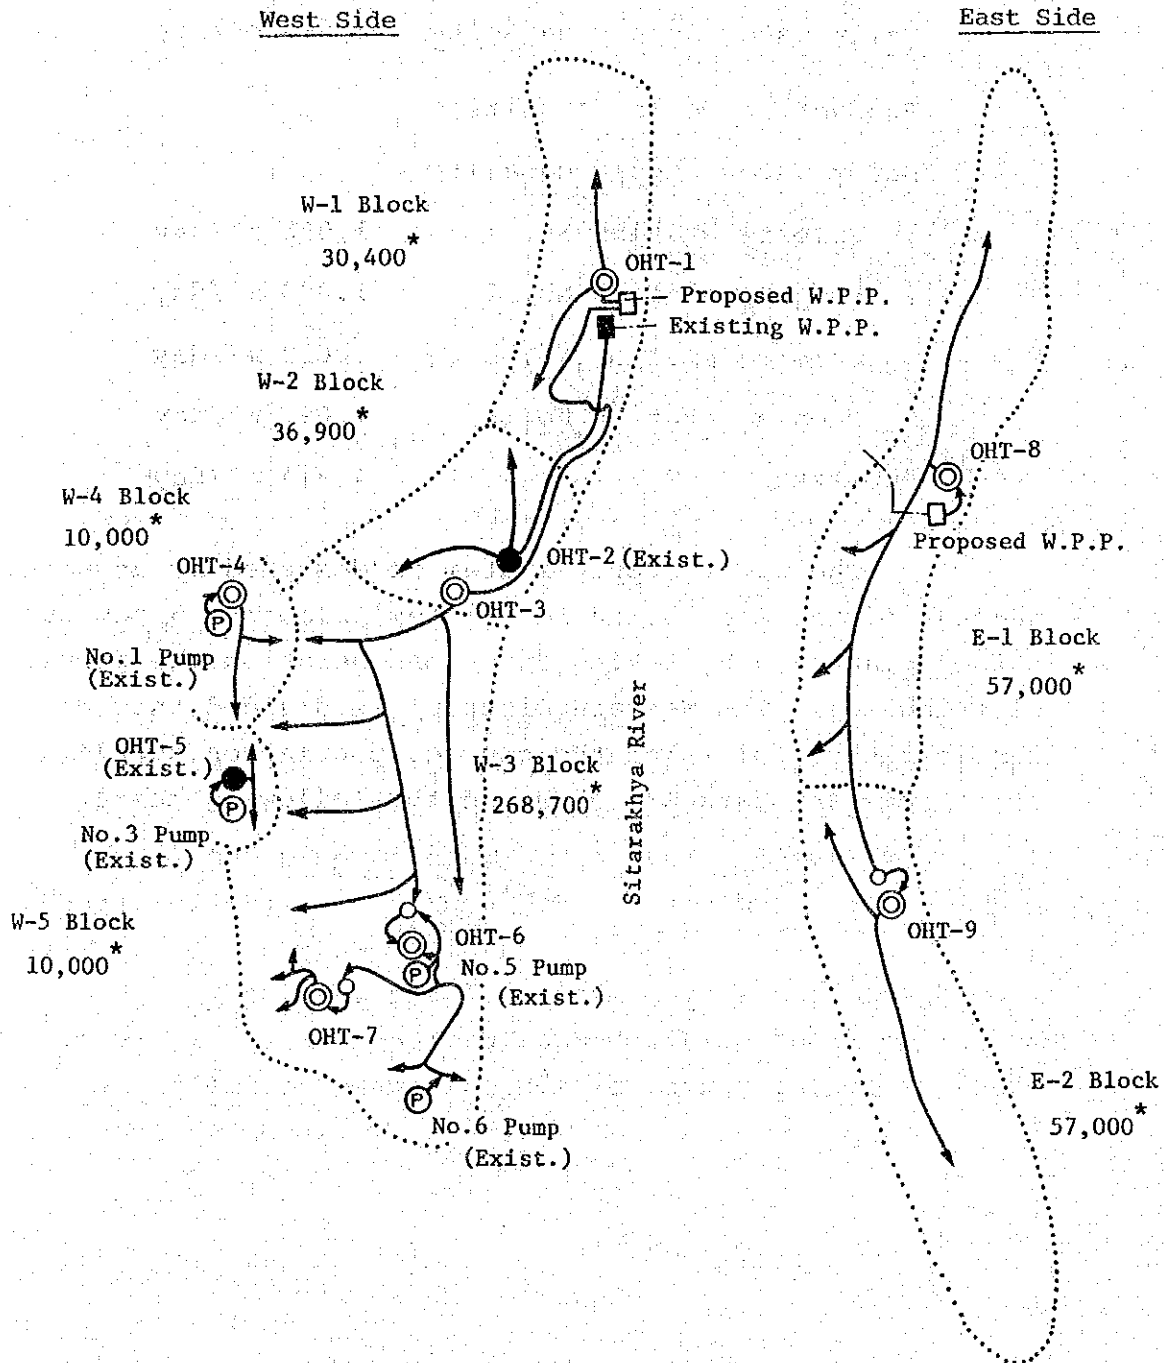 West Side
East Side
W-1 Block
30,400*
OHT-1
Proposed W.P.P.
Existing W.P.P.
W-2 Block
36,900*
OHT-8
W-4 Block
10,000*
Proposed W.P.P.
OHT-2 (Exist.)
OHT-4
P
OHT-3
No.1 Pump
(Exist.)
E-1 Block
57,000*
OHT-5
(Exist.)
P
W-3 Block
268,700*
Sitarakhya River
No.3 Pump
(Exist.)
W-5 Block
10,000*
OHT-6
P
No.5 Pump
(Exist.)
OHT-9
OHT-7
P
No.6 Pump
(Exist.)
E-2 Block
57,000*